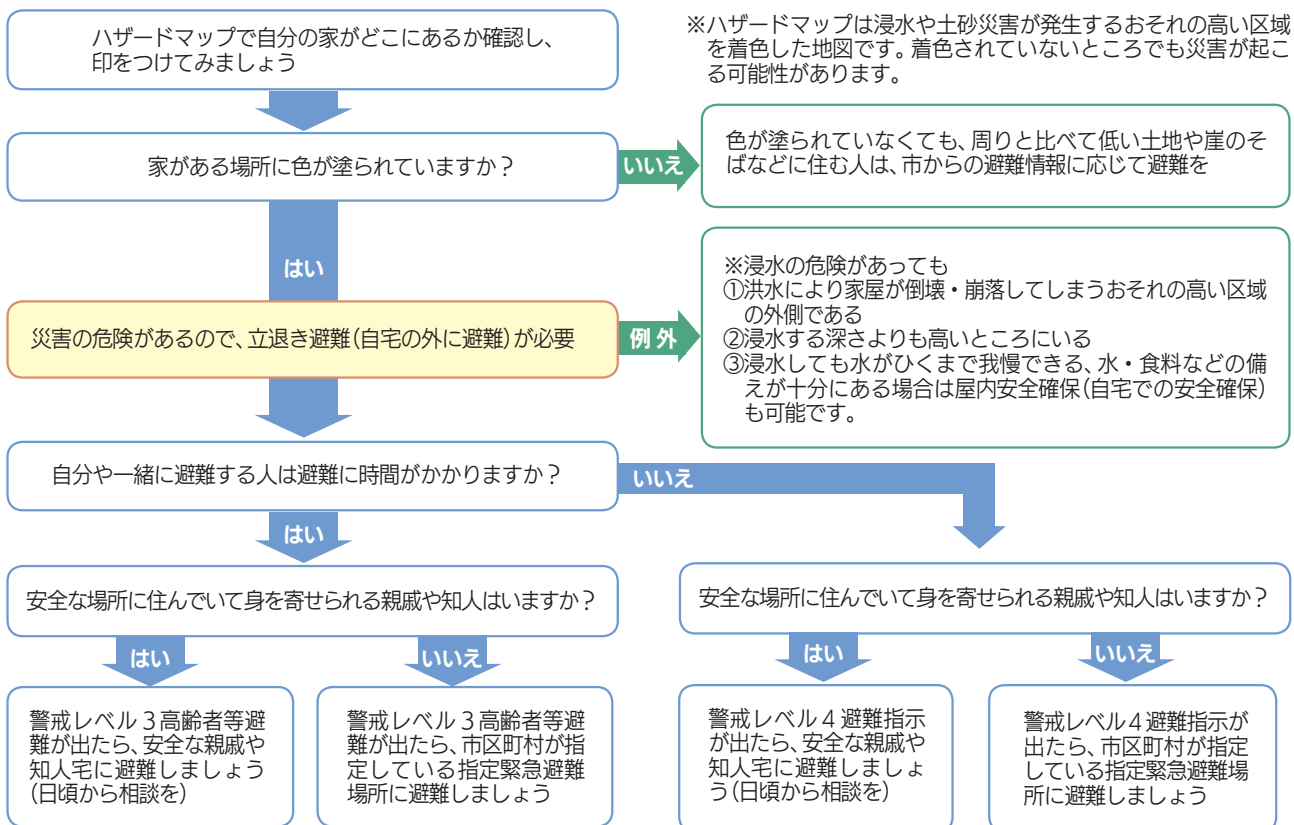 ハザードマップで自分の家がどこにあるか確認し、
印をつけてみましょう
※ハザードマップは浸水や土砂災害が発生するおそれの高い区域
を着色した地図です。着色されていないところでも災害が起こ
る可能性があります。
家がある場所に色が塗られていますか？
いいえ
色が塗られていなくても、周りと比べて低い土地や崖のそ
ばなどに住む人は、市からの避難情報に応じて避難を
はい
災害の危険があるので、立退き避難(自宅の外に避難)が必要
例外
※浸水の危険があっても
①洪水により家屋が倒壊・崩落してしまうおそれの高い区域
の外側である
②浸水する深さよりも高いところにいる
③浸水しても水がひくまで我慢できる、水・食料などの備
えが十分にある場合は屋内安全確保(自宅での安全確保)
も可能です。
自分や一緒に避難する人は避難に時間がかかりますか？
いいえ
はい
安全な場所に住んでいて身を寄せられる親戚や知人はいますか？
安全な場所に住んでいて身を寄せられる親戚や知人はいますか？
はい
いいえ
はい
いいえ
警戒レベル３高齢者等避
難が出たら、安全な親戚や
知人宅に避難しましょう
(日頃から相談を)
警戒レベル３高齢者等避
難が出たら、市区町村が指
定している指定緊急避難
場所に避難しましょう
警戒レベル４避難指示
が出たら、安全な親戚や
知人宅に避難しましょ
う(日頃から相談を)
警戒レベル４避難指示が
出たら、市区町村が指定
している指定緊急避難場
所に避難しましょう